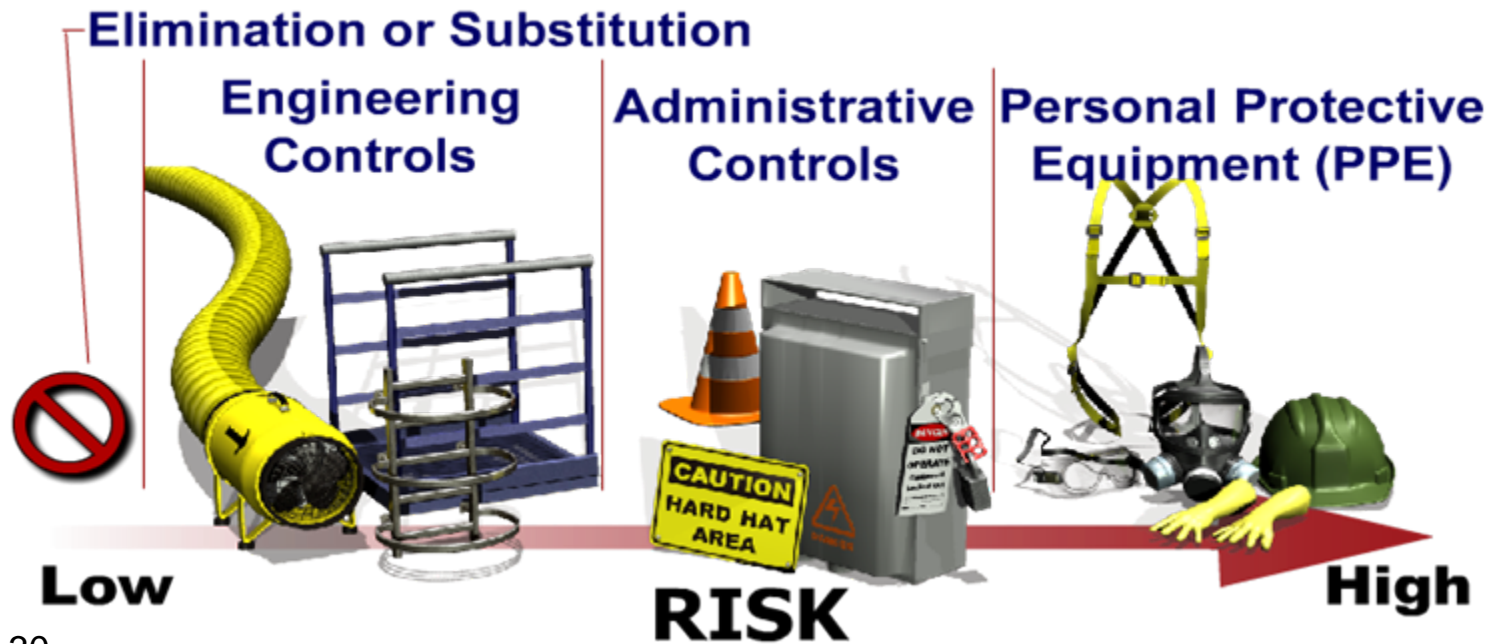 Elimination or Substitution
Engineering
Controls
Administrative
Controls
Personal Protective
Equipment (PPE)
CAUTION
HARD HAT
AREA
DANGER
DO NOT
OPERATE
Low
RISK
High